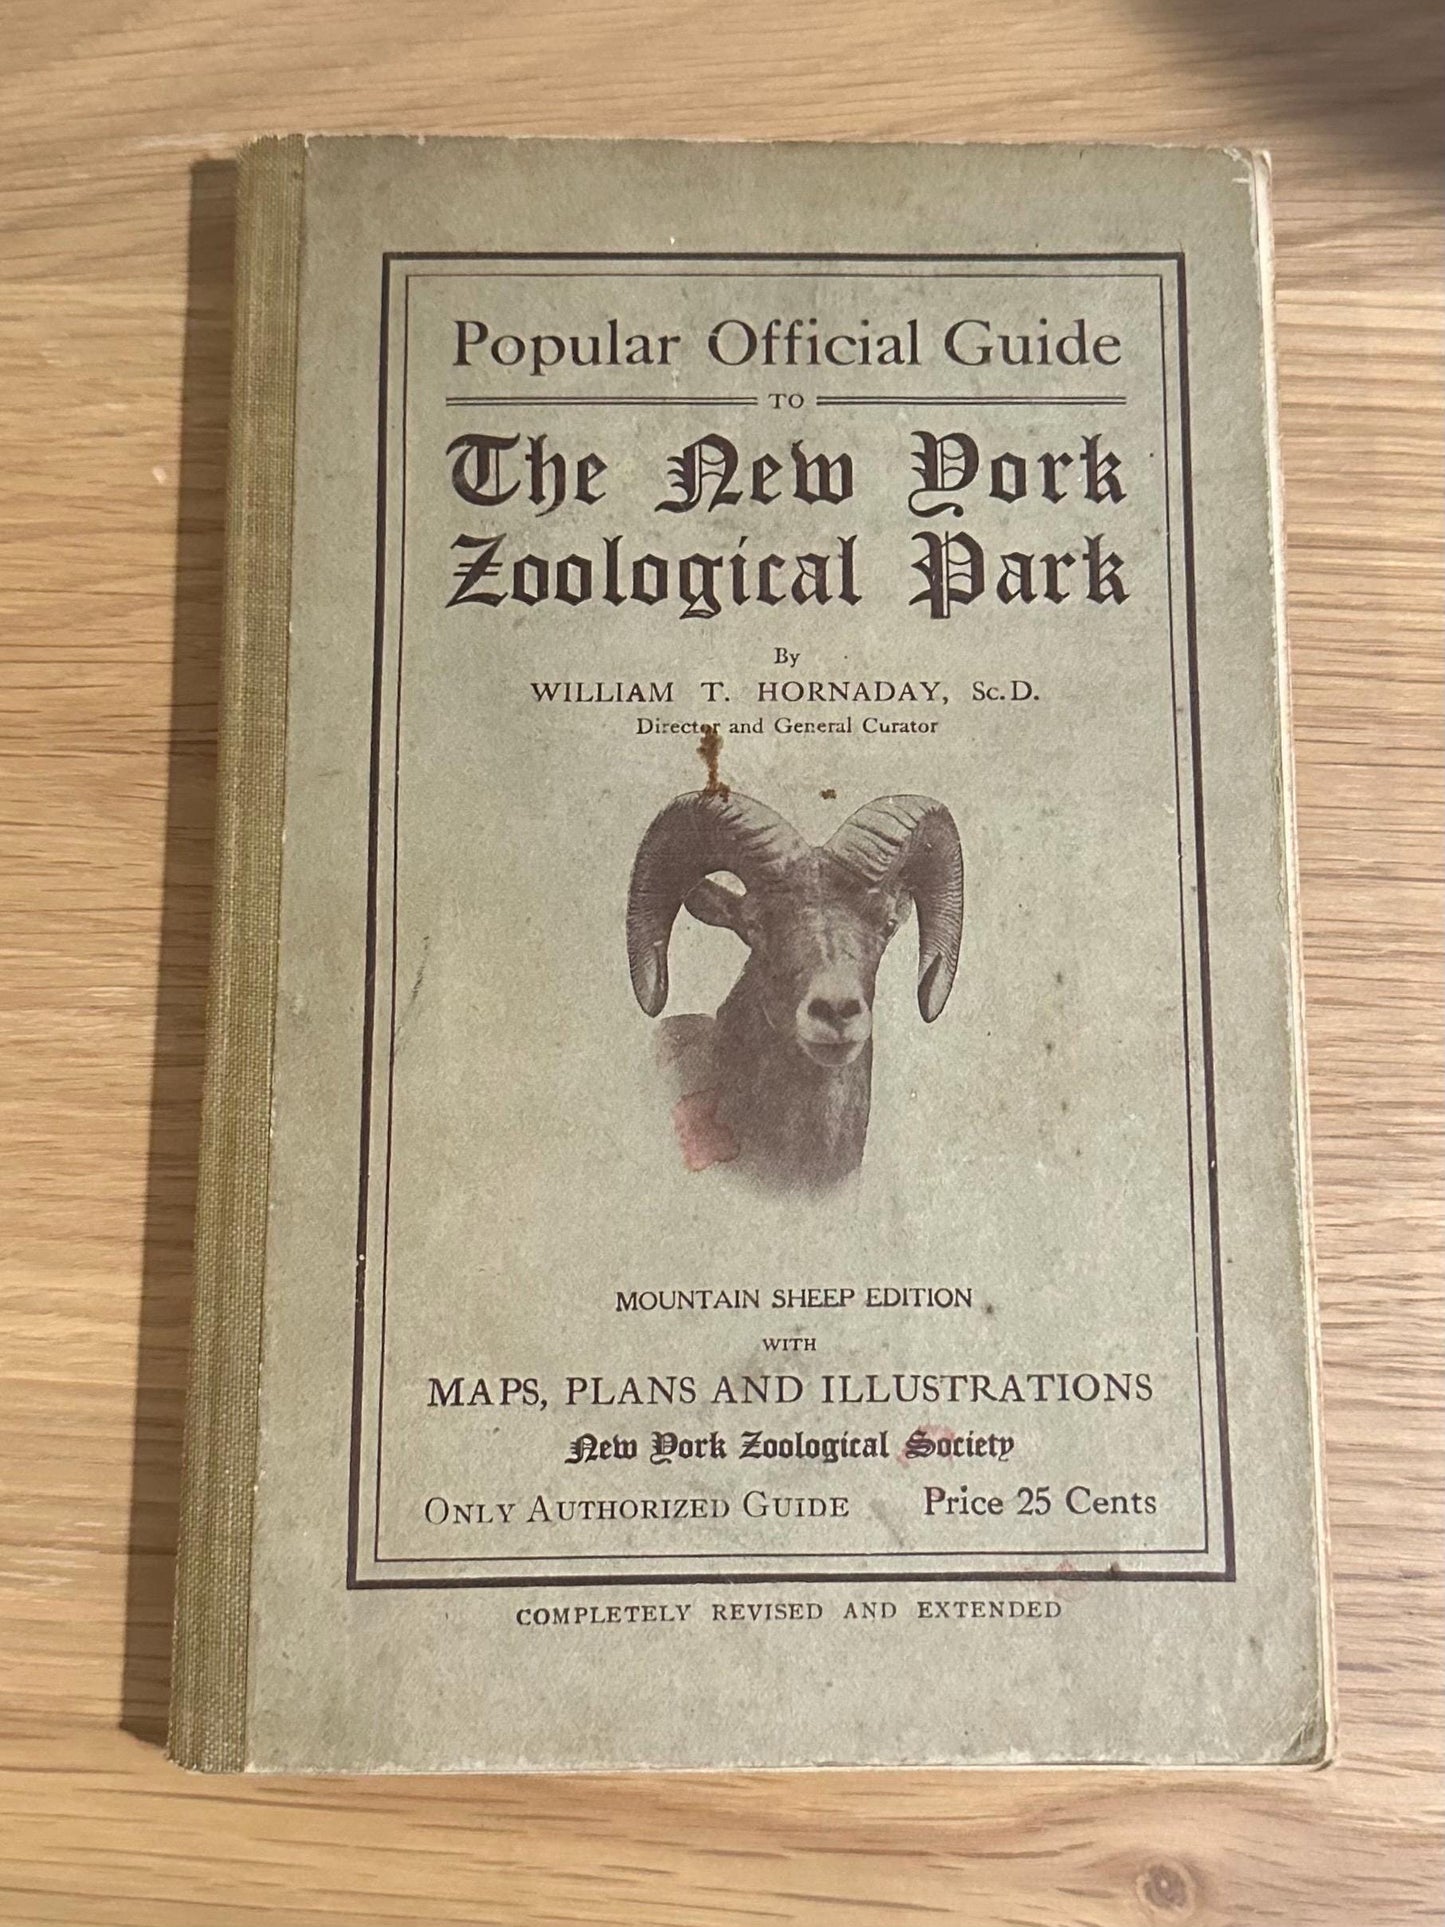 Popular Official Guide
TO
The New York
Zoological Park
By
WILLIAM T. HORNADAY, Sc.D.
Director and General Curator
MOUNTAIN SHEEP EDITION
WITH
MAPS, PLANS AND ILLUSTRATIONS
New York Zoological Society
ONLY AUTHORIZED GUIDE Price 25 Cents
COMPLETELY REVISED AND EXTENDED